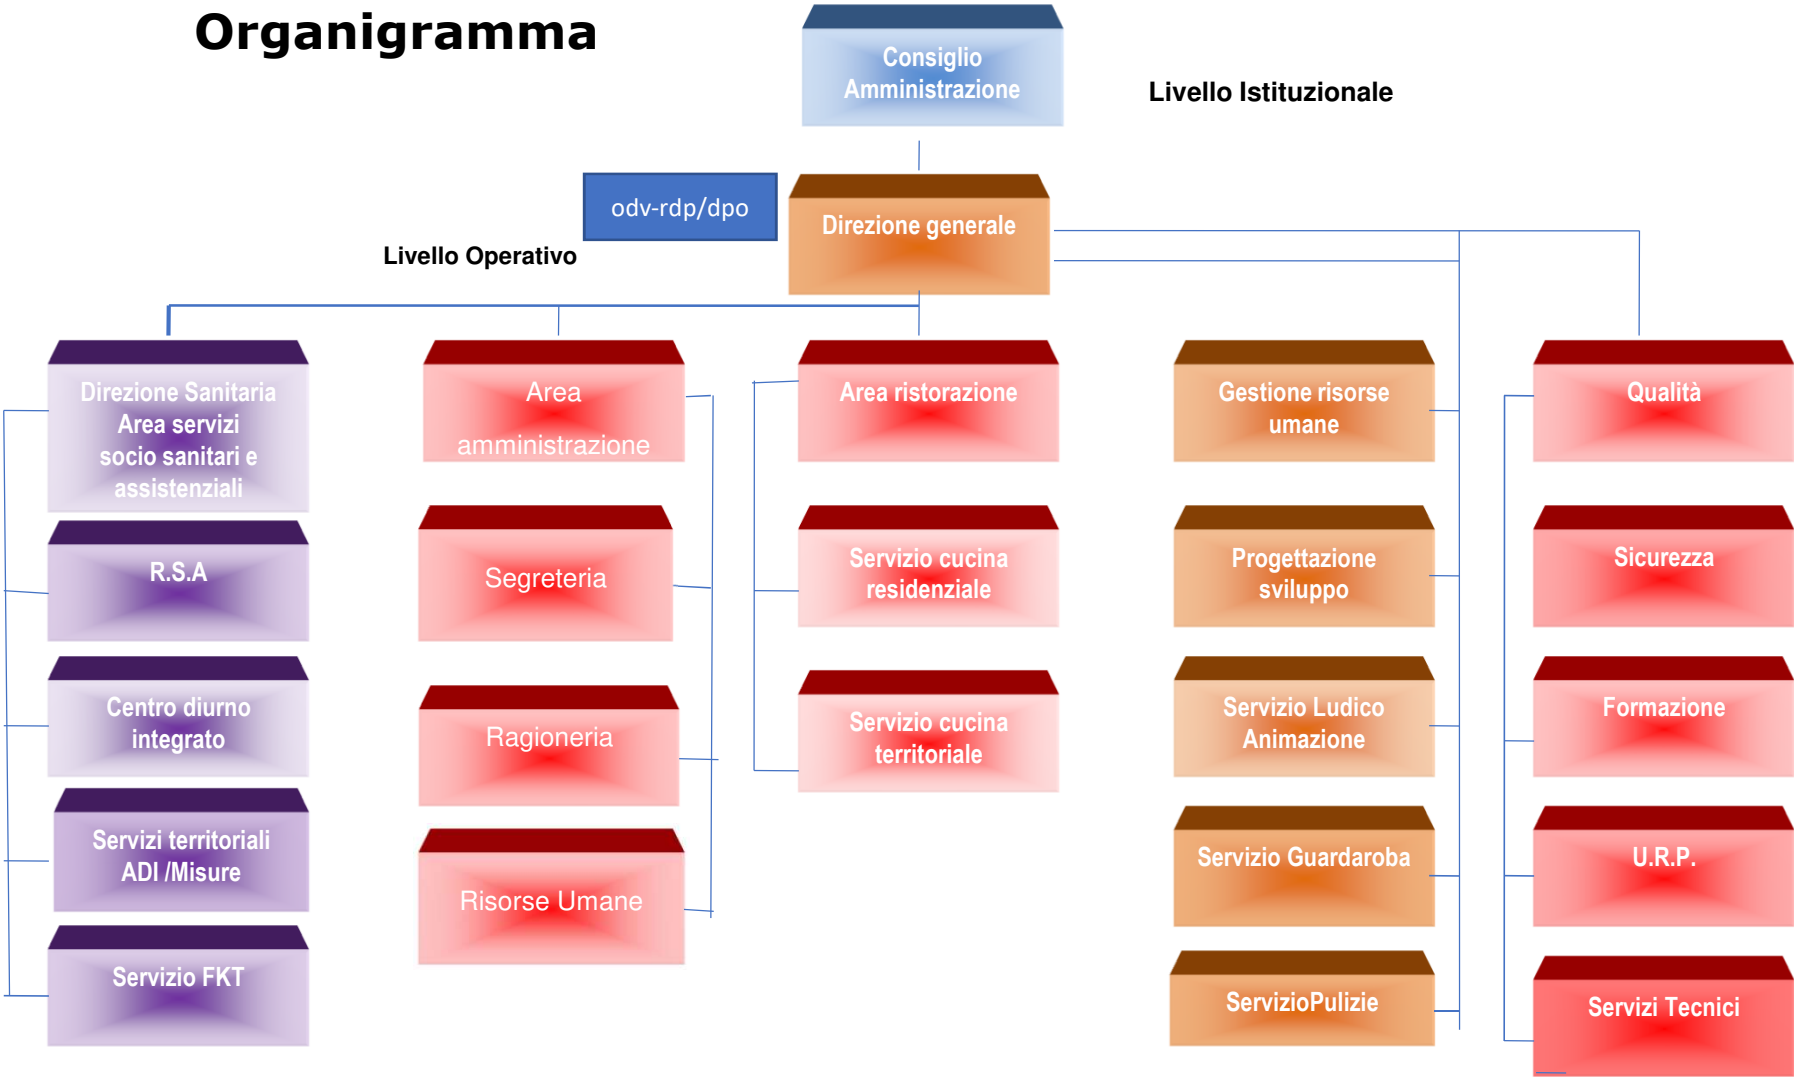 Organigramma
Consiglio
Amministrazione
Livello Istituzionale
odv-rdp/dpo
Direzione generale
Livello Operativo
Direzione Sanitaria
Area servizi
socio sanitari e
assistenziali
R.S.A
Centro diurno
integrato
Servizi territoriali
ADI /Misure
Servizio FKT
Area
amministrazione
Segreteria
Ragioneria
Risorse Umane
Area ristorazione
Servizio cucina
residenziale
Servizio cucina
territoriale
Gestione risorse
umane
Progettazione
sviluppo
Servizio Ludico
Animazione
Servizio Guardaroba
ServizioPulizie
Qualità
Sicurezza
Formazione
U.R.P.
Servizi Tecnici